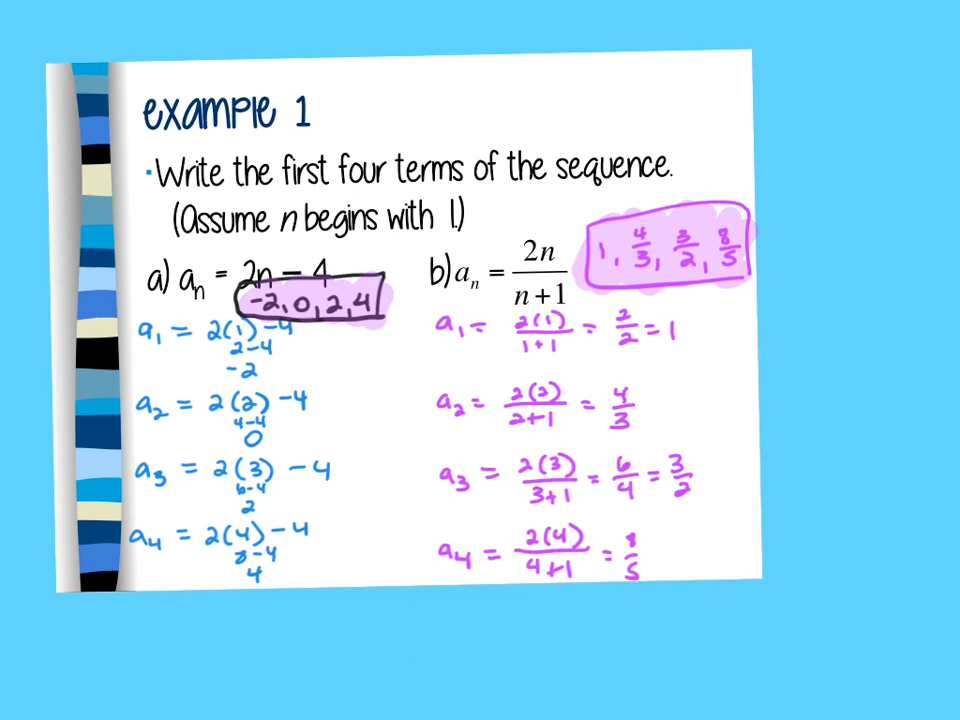 example 1
• Write the first four terms of the sequence.
(Assume n begins with 1.)
a) aₙ = 2n − 4
-2, 0, 2, 4
a₁ = 2(1) − 4
2 − 4
-2
a₂ = 2(2) − 4
4 − 4
0
a₃ = 2(3) − 4
6 − 4
2
a₄ = 2(4) − 4
8 − 4
4
b) aₙ = 2n/(n + 1)
1, 4/3, 3/2, 8/5
a₁ = 2(1)/1+1 = 2/2 = 1
a₂ = 2(2)/2+1 = 4/3
a₃ = 2(3)/3+1 = 6/4 = 3/2
a₄ = 2(4)/4+1 = 8/5